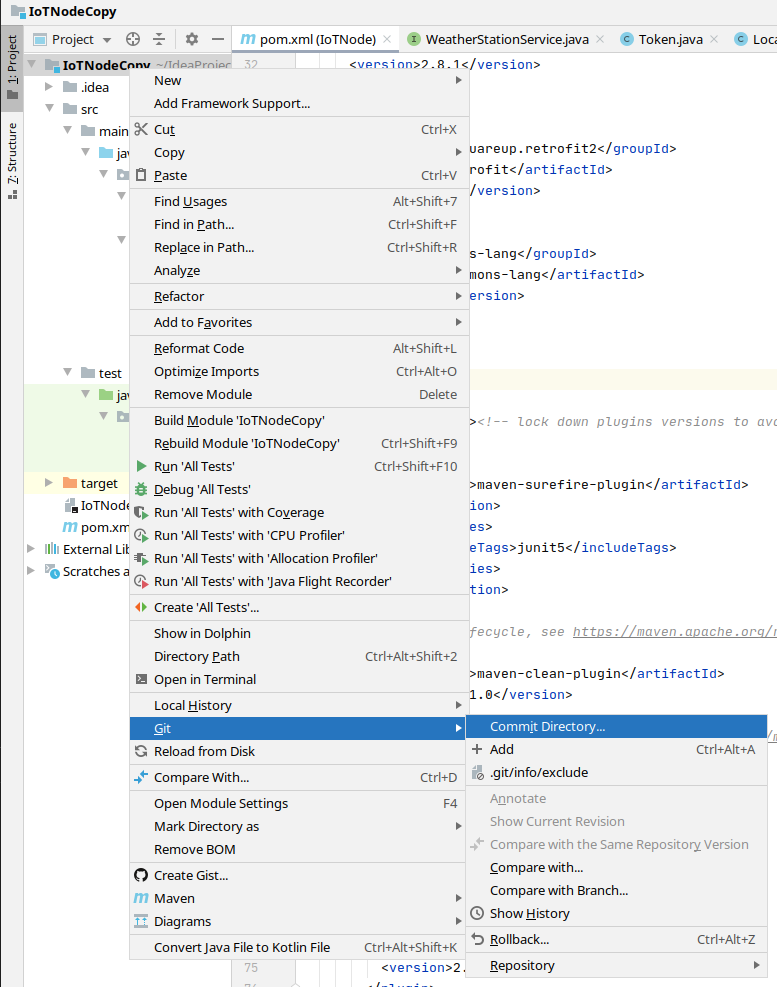 IoTNodeCopy
Project
pom.xml (IoTNode)
WeatherStationService.java
Token.java
Loca
1: Project
7: Structure
IoTNodeCopy ~/IdeaProjec
32
<version>2.8.1</version>
.idea
src
main
test
target
IoTNode
pom.xm
External Lib
Scratches a
uareup.retrofit2</groupId>
rofit</artifactId>
</version>
s-lang</groupId>
mons-lang</artifactId>
ersion>
><!-- lock down plugins versions to avo
>maven-surefire-plugin</artifactId>
ion>
es>
eTags>junit5</includeTags>
ies>
tion>
fecycle, see https://maven.apache.org/r
>maven-clean-plugin</artifactId>
1.0</version>
New
Add Framework Support...
Cut Ctrl+X
Copy
Paste Ctrl+V
Find Usages Alt+Shift+7
Find in Path... Ctrl+Shift+F
Replace in Path... Ctrl+Shift+R
Analyze
Refactor
Add to Favorites
Reformat Code Alt+Shift+L
Optimize Imports Ctrl+Alt+O
Remove Module Delete
Build Module 'IoTNodeCopy'
Rebuild Module 'IoTNodeCopy' Ctrl+Shift+F9
Run 'All Tests' Ctrl+Shift+F10
Debug 'All Tests'
Run 'All Tests' with Coverage
Run 'All Tests' with 'CPU Profiler'
Run 'All Tests' with 'Allocation Profiler'
Run 'All Tests' with 'Java Flight Recorder'
Create 'All Tests'...
Show in Dolphin
Directory Path Ctrl+Alt+Shift+2
Open in Terminal
Local History
Git
Reload from Disk
Compare With... Ctrl+D
Open Module Settings F4
Mark Directory as
Remove BOM
Create Gist...
Maven
Diagrams
Convert Java File to Kotlin File Ctrl+Alt+Shift+K
Commit Directory...
Add Ctrl+Alt+A
.git/info/exclude
Annotate
Show Current Revision
Compare with the Same Repository Version
Compare with...
Compare with Branch...
Show History
Rollback... Ctrl+Alt+Z
Repository
75
<version>2.
</plugin>